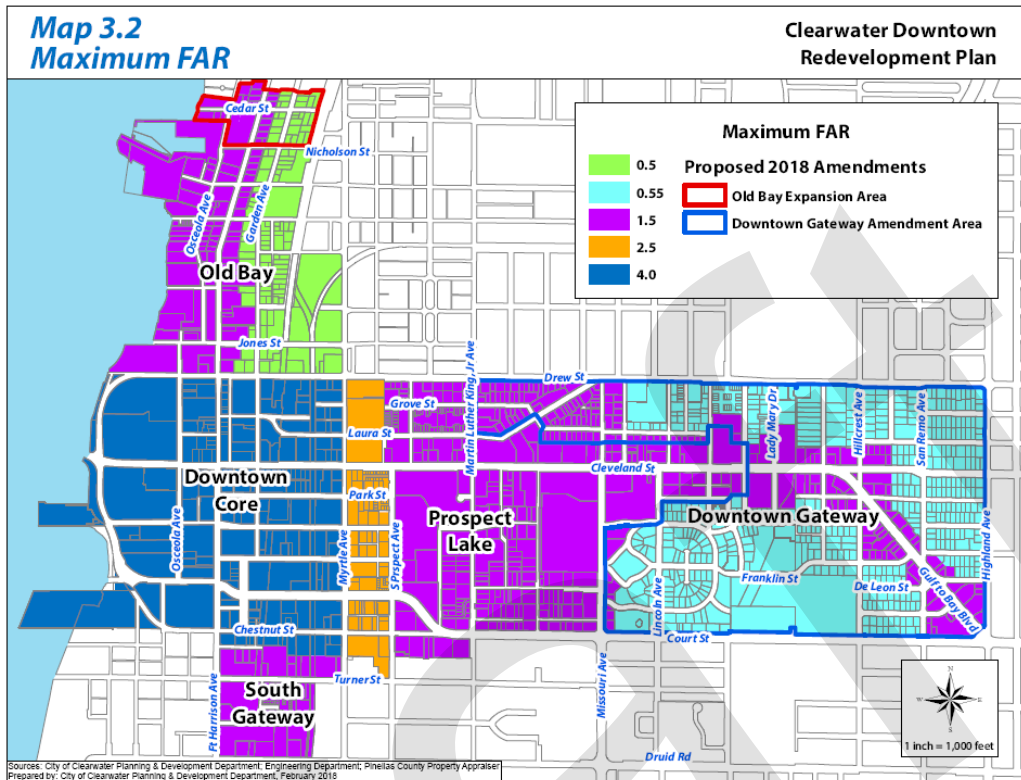 Map 3.2
Maximum FAR
Clearwater Downtown
Redevelopment Plan
Maximum FAR
0.5
0.55
1.5
2.5
4.0
Proposed 2018 Amendments
Old Bay Expansion Area
Downtown Gateway Amendment Area
Cedar St
Nicholson St
Osceola Ave
Garden Ave
Old Bay
Jones St
Martin Luther King, Jr Ave
Drew St
Grove St
Laura St
Lady Mary Dr
Hillcrest Ave
San Remo Ave
Cleveland St
Downtown
Core
Park St
Prospect
Lake
Downtown Gateway
Osceola Ave
Myrtle Ave
S Prspect Ave
Highland Ave
Franklin St
De Leon St
Gulf to Bay Blvd
Lincoln Ave
Chestnut St
Court St
Turner St
Ft Harrison Ave
South
Gateway
Missouri Ave
Druid Rd
N
W
E
S
1 inch = 1,000 feet
Sources: City of Clearwater Planning & Development Department; Engineering Department; Pinellas County Property Appraiser
Prepared by: City of Clearwater Planning & Development Department, February 2018